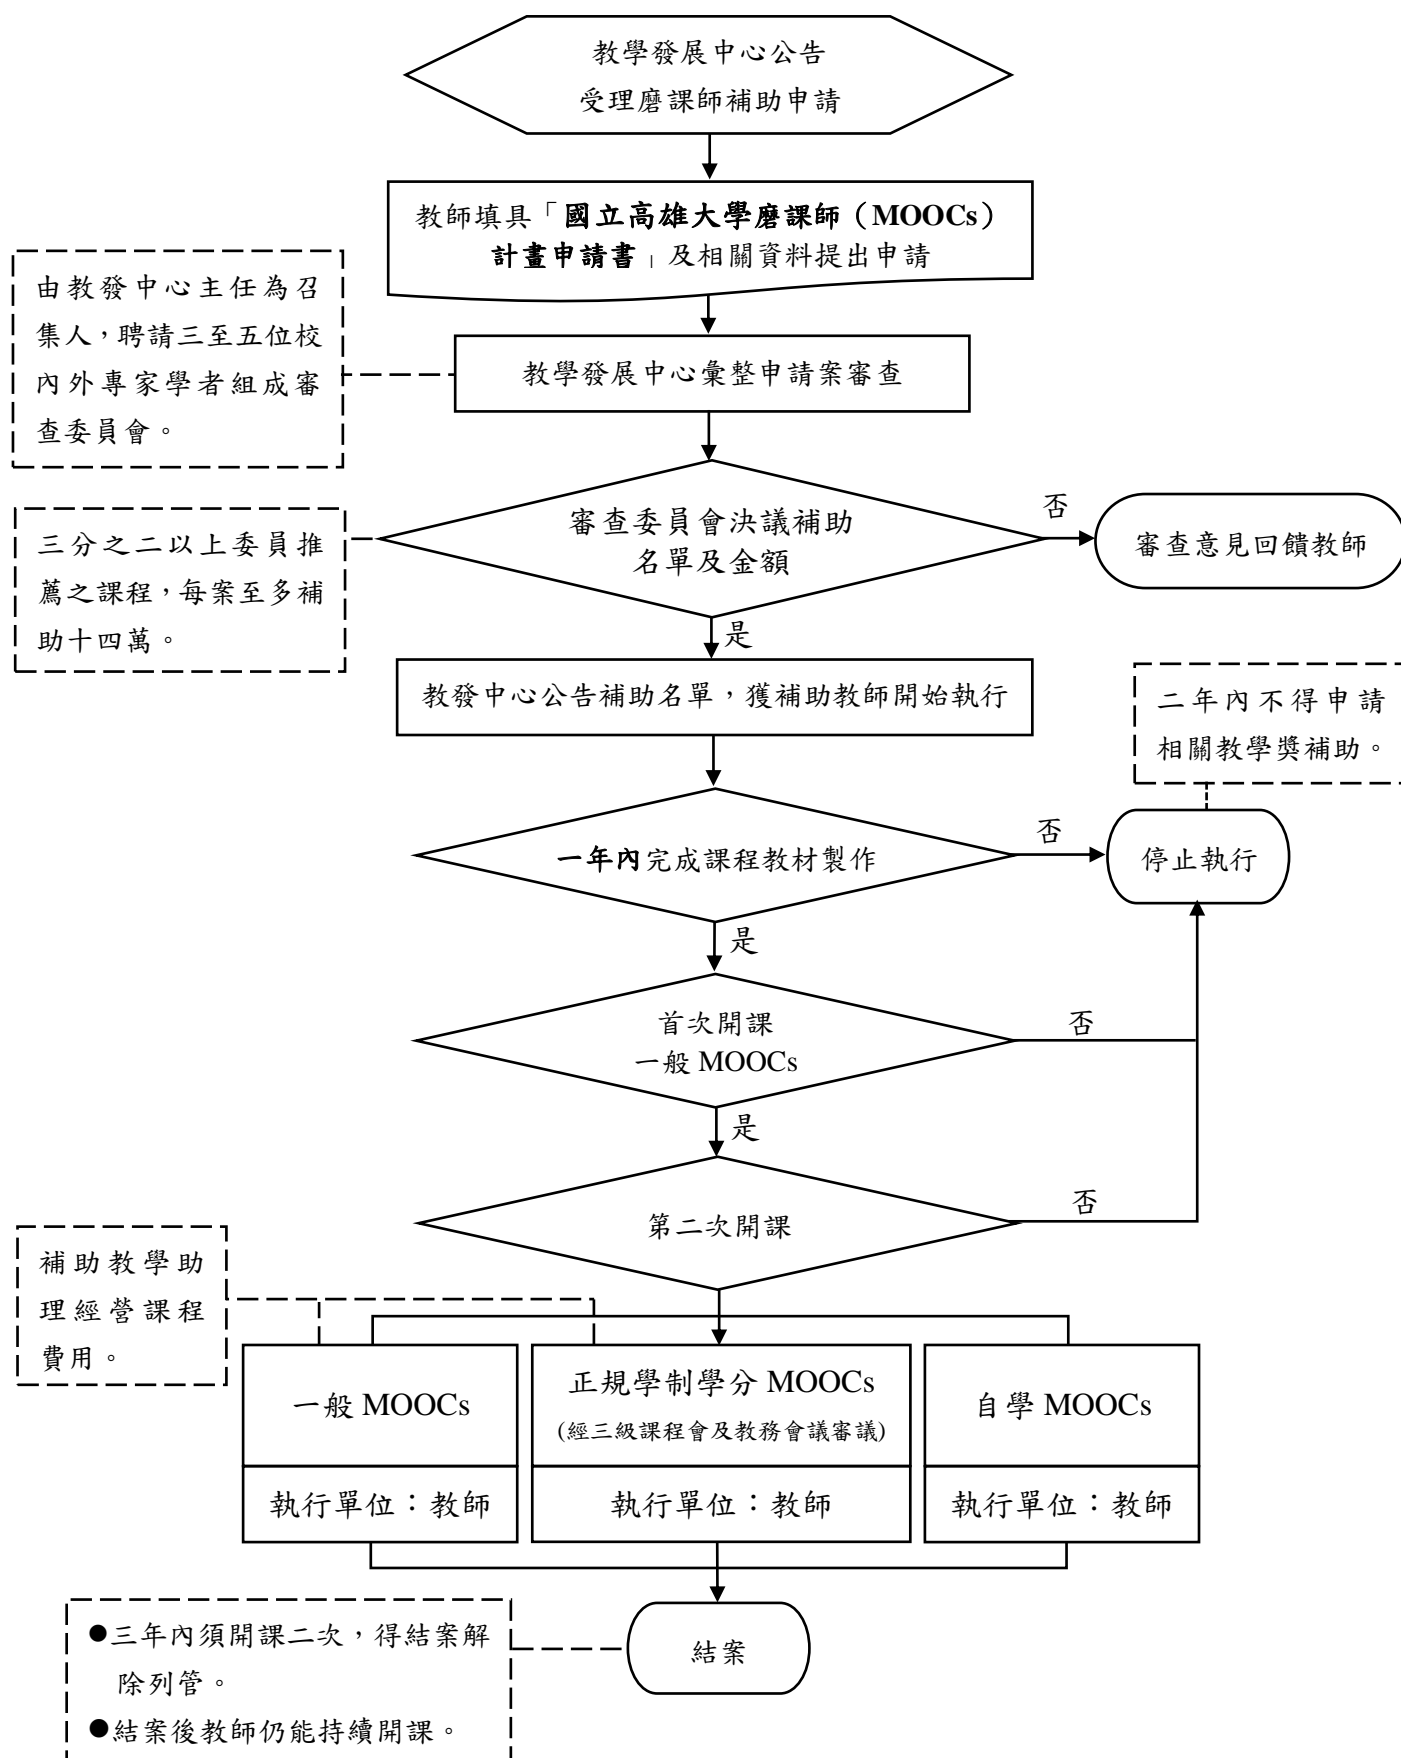 教學發展中心公告
受理磨課師補助申請
教師填具「國立高雄大學磨課師（MOOCs）
計畫申請書」及相關資料提出申請
由教發中心主任為召
集人，聘請三至五位校
內外專家學者組成審
查委員會。
教學發展中心彙整申請案審查
審查委員會決議補助
名單及金額
否
審查意見回饋教師
三分之二以上委員推
薦之課程，每案至多補
助十四萬。
是
教發中心公告補助名單，獲補助教師開始執行
二年內不得申請
相關教學獎補助。
一年內完成課程教材製作
否
停止執行
是
首次開課
一般 MOOCs
否
是
第二次開課
否
補助教學助
理經營課程
費用。
一般 MOOCs
執行單位：教師
正規學制學分 MOOCs
(經三級課程會及教務會議審議)
執行單位：教師
自學 MOOCs
執行單位：教師
●三年內須開課二次，得結案解
除列管。
●結案後教師仍能持續開課。
結案